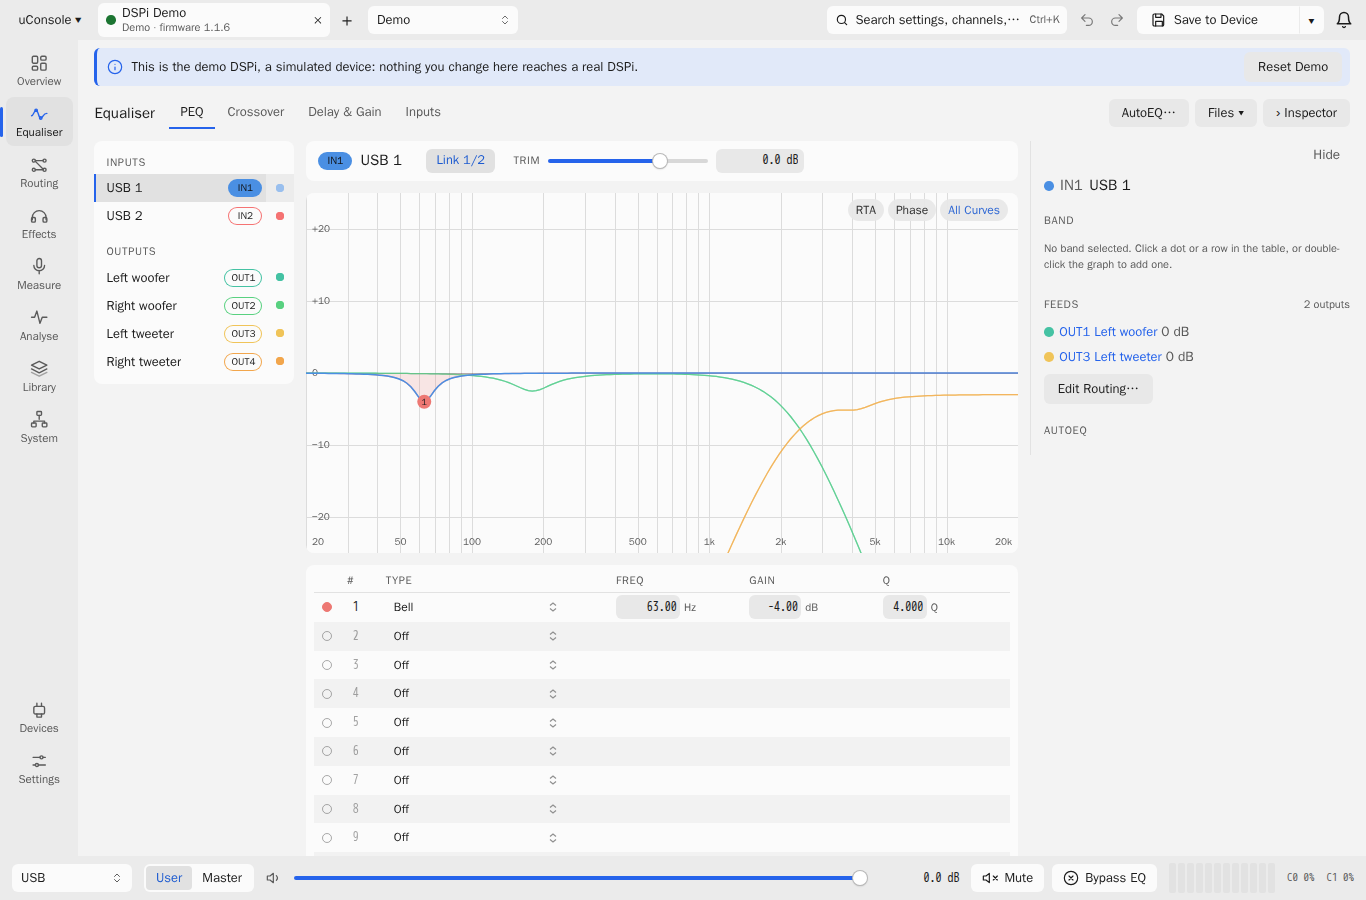 uConsole ▾
DSPi Demo
Demo · firmware 1.1.6
Demo
Search settings, channels,··· Ctrl+K
Save to Device
Overview
Equaliser
Routing
Effects
Measure
Analyse
Library
System
Devices
Settings
This is the demo DSPi, a simulated device: nothing you change here reaches a real DSPi.
Reset Demo
Equaliser PEQ Crossover Delay & Gain Inputs
AutoEQ··· Files ▾ › Inspector
INPUTS
USB 1 IN1
USB 2 IN2
OUTPUTS
Left woofer OUT1
Right woofer OUT2
Left tweeter OUT3
Right tweeter OUT4
IN1 USB 1 Link 1/2 TRIM 0.0 dB
RTA Phase All Curves
+20
+10
0
−10
−20
1
20 50 100 200 500 1k 2k 5k 10k 20k
# TYPE FREQ GAIN Q
1 Bell 63.00 Hz -4.00 dB 4.000 Q
2 Off
3 Off
4 Off
5 Off
6 Off
7 Off
8 Off
9 Off
Hide
IN1 USB 1
BAND
No band selected. Click a dot or a row in the table, or double-
click the graph to add one.
FEEDS 2 outputs
OUT1 Left woofer 0 dB
OUT3 Left tweeter 0 dB
Edit Routing···
AUTOEQ
USB User Master 0.0 dB Mute Bypass EQ C0 0% C1 0%